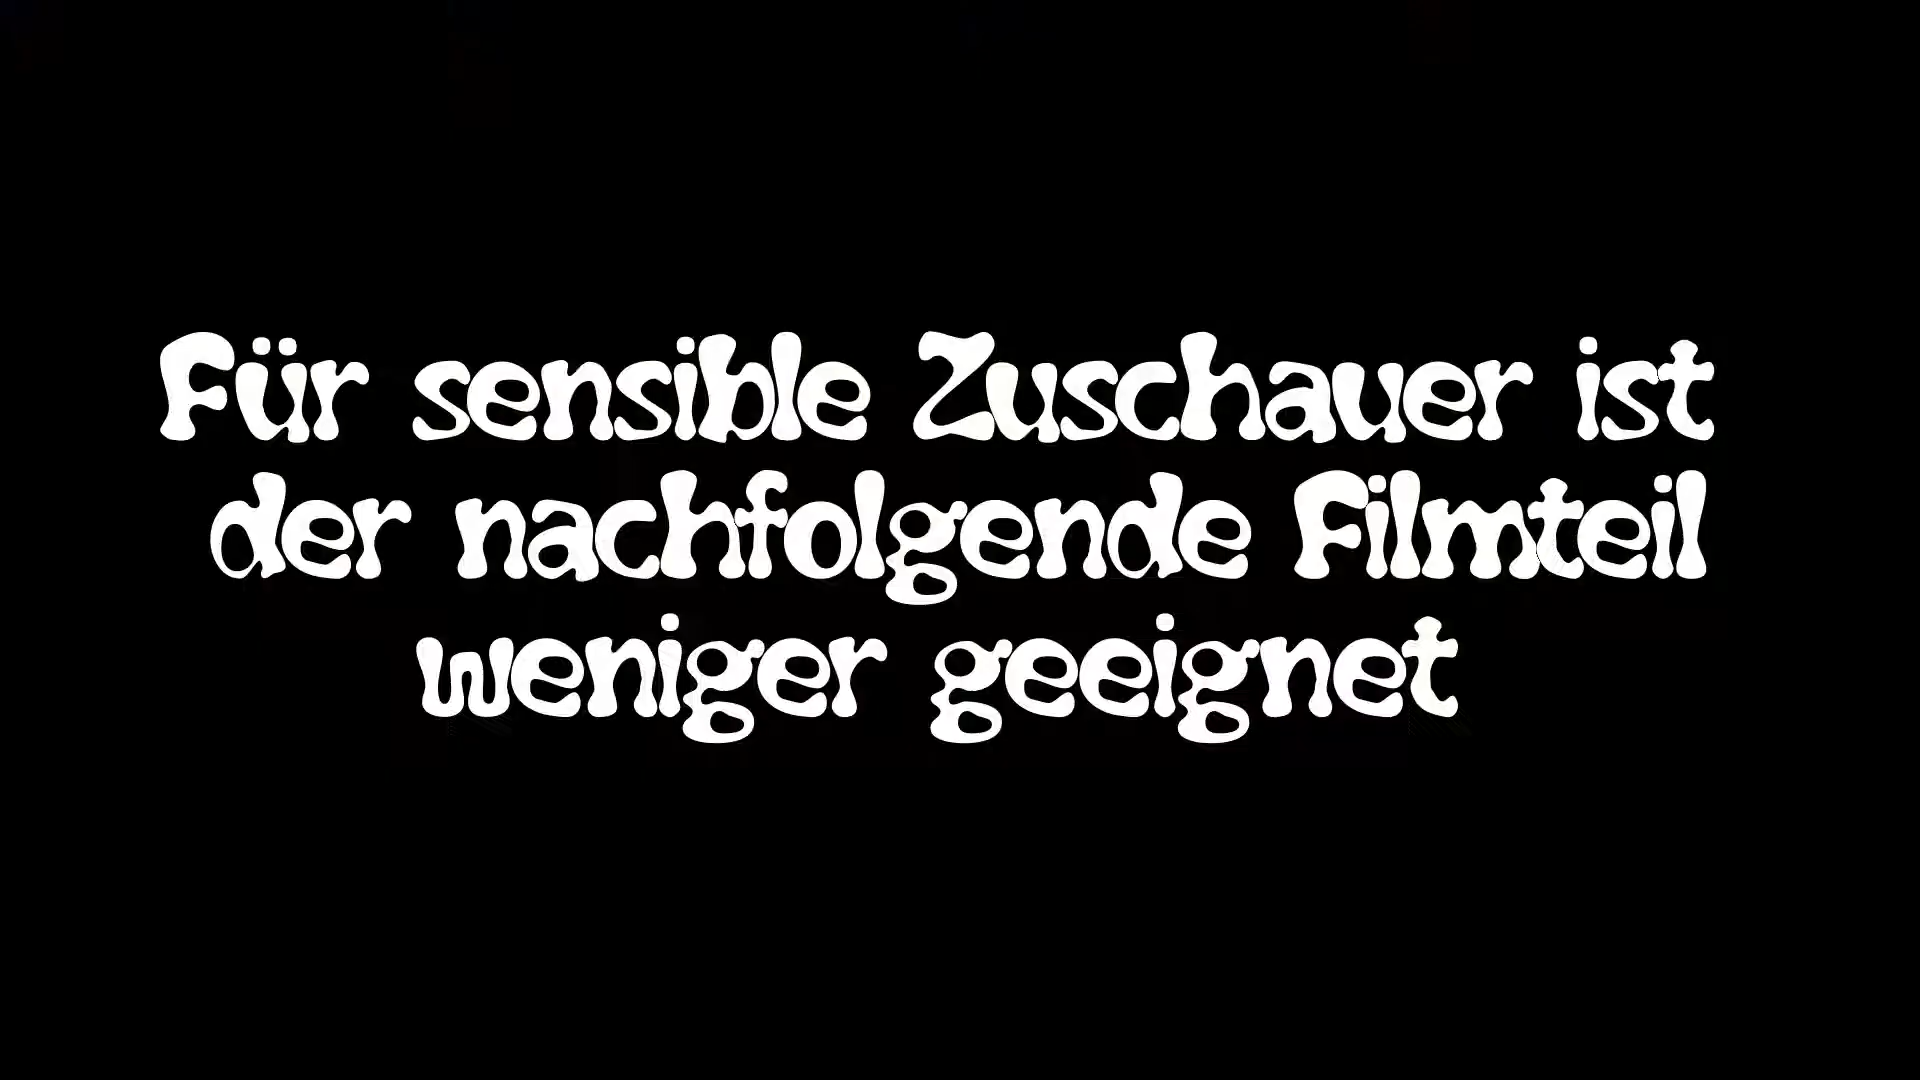 Für sensible Zuschauer ist
der nachfolgende Filmteil
weniger geeignet